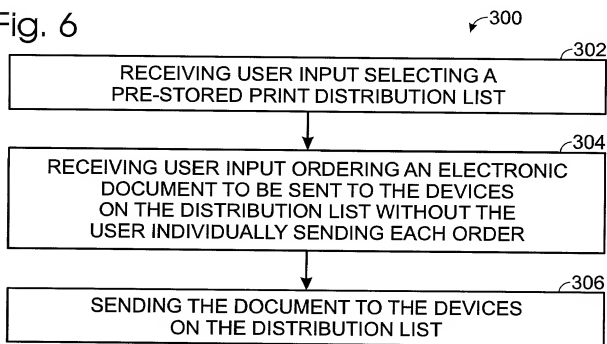 Fig. 6
300
302
RECEIVING USER INPUT SELECTING A
PRE-STORED PRINT DISTRIBUTION LIST
304
RECEIVING USER INPUT ORDERING AN ELECTRONIC
DOCUMENT TO BE SENT TO THE DEVICES
ON THE DISTRIBUTION LIST WITHOUT THE
USER INDIVIDUALLY SENDING EACH ORDER
306
SENDING THE DOCUMENT TO THE DEVICES
ON THE DISTRIBUTION LIST